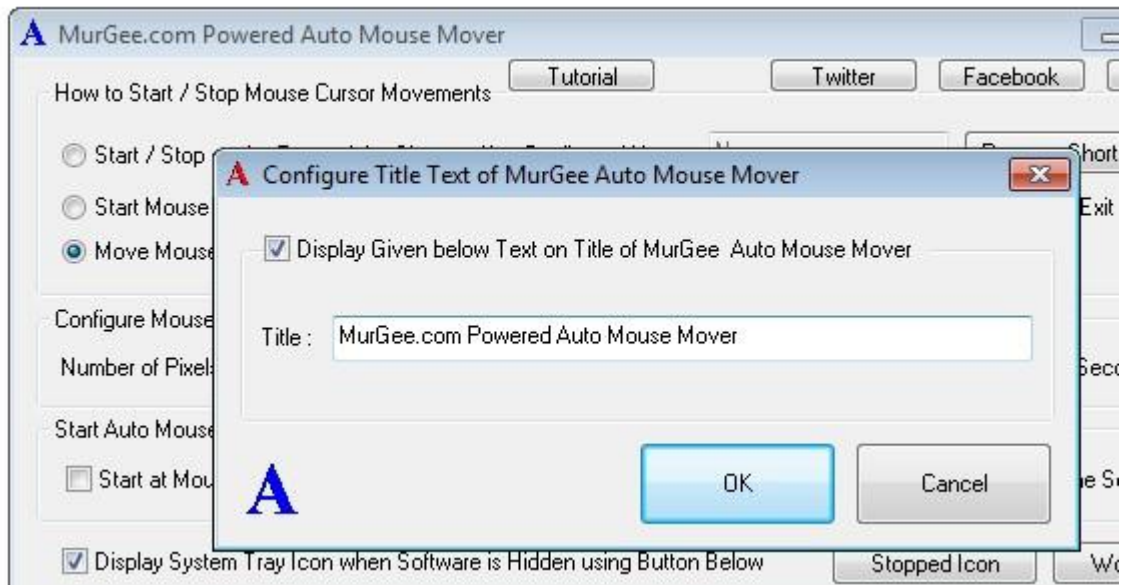 A MurGee.com Powered Auto Mouse Mover
Tutorial Twitter Facebook
How to Start / Stop Mouse Cursor Movements
Start / Stop
Short
A Configure Title Text of MurGee Auto Mouse Mover
Start Mouse
Exit
Display Given below Text on Title of MurGee Auto Mouse Mover
Move Mouse
Configure Mouse
Title : MurGee.com Powered Auto Mouse Mover
Number of
Start Auto Mouse
Start at
A OK Cancel
Display System Tray Icon when Software is Hidden using Button Below Stopped Icon